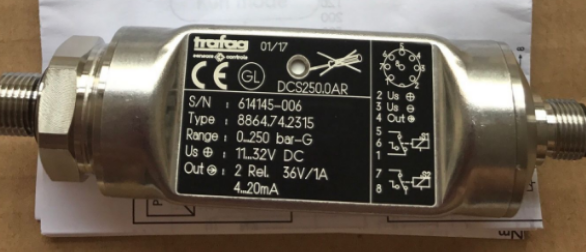 trafag 01/17
sensors controls
CE GL DCS250.0AR
S/N : 614145-006
Type : 8864.74.2315
Range : 0...250 bar-G
Us ⊕ : 11...32V DC
Out : 2 Rel. 36V/1A
4...20mA
2 Us ⊕
3 Us ⊖
4 Out
5
6
1
7
8